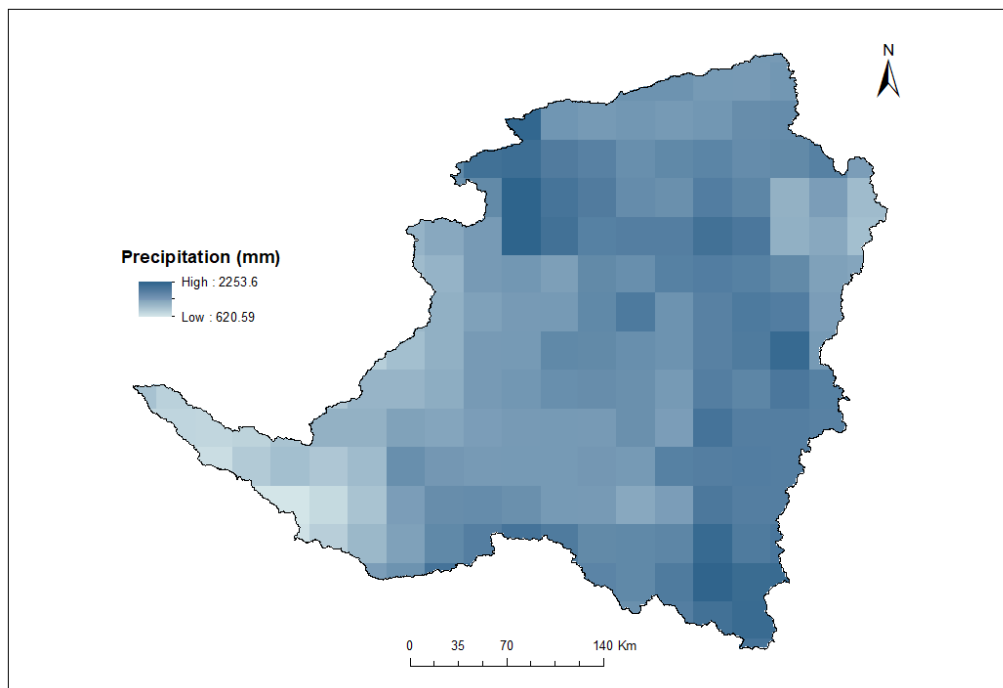 N
Precipitation (mm)
High : 2253.6
Low : 620.59
0 35 70 140 Km